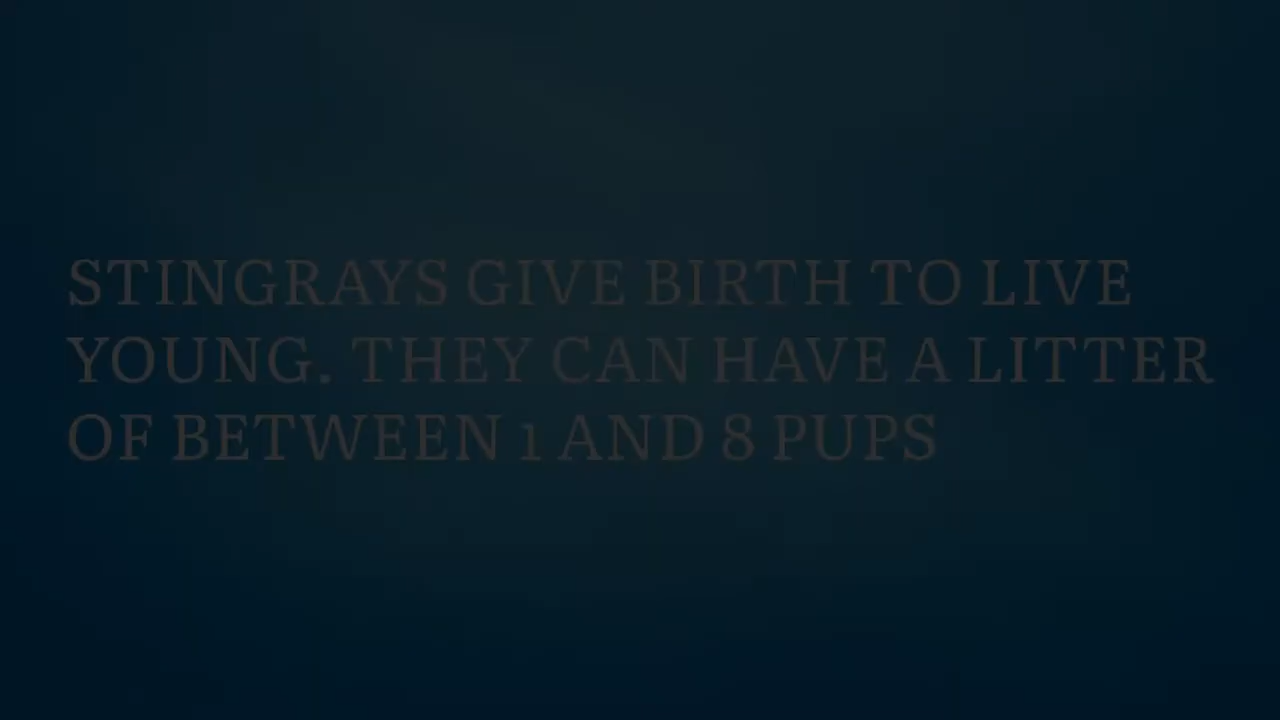 STINGRAYS GIVE BIRTH TO LIVE
YOUNG. THEY CAN HAVE A LITTER
OF BETWEEN 1 AND 8 PUPS